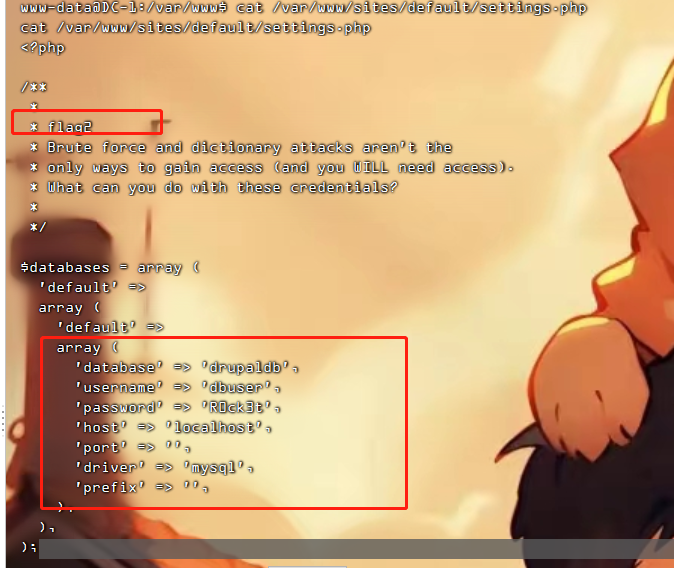 www-data@DC-1:/var/www$ cat /var/www/sites/default/settings.php
cat /var/www/sites/default/settings.php
<?php
/**
 *
 * flag2
 * Brute force and dictionary attacks aren't the
 * only ways to gain access (and you WILL need access).
 * What can you do with these credentials?
 *
 */
$databases = array (
  'default' =>
  array (
    'default' =>
    array (
      'database' => 'drupaldb',
      'username' => 'dbuser',
      'password' => 'R0ck3t',
      'host' => 'localhost',
      'port' => '',
      'driver' => 'mysql',
      'prefix' => '',
    ),
  ),
);